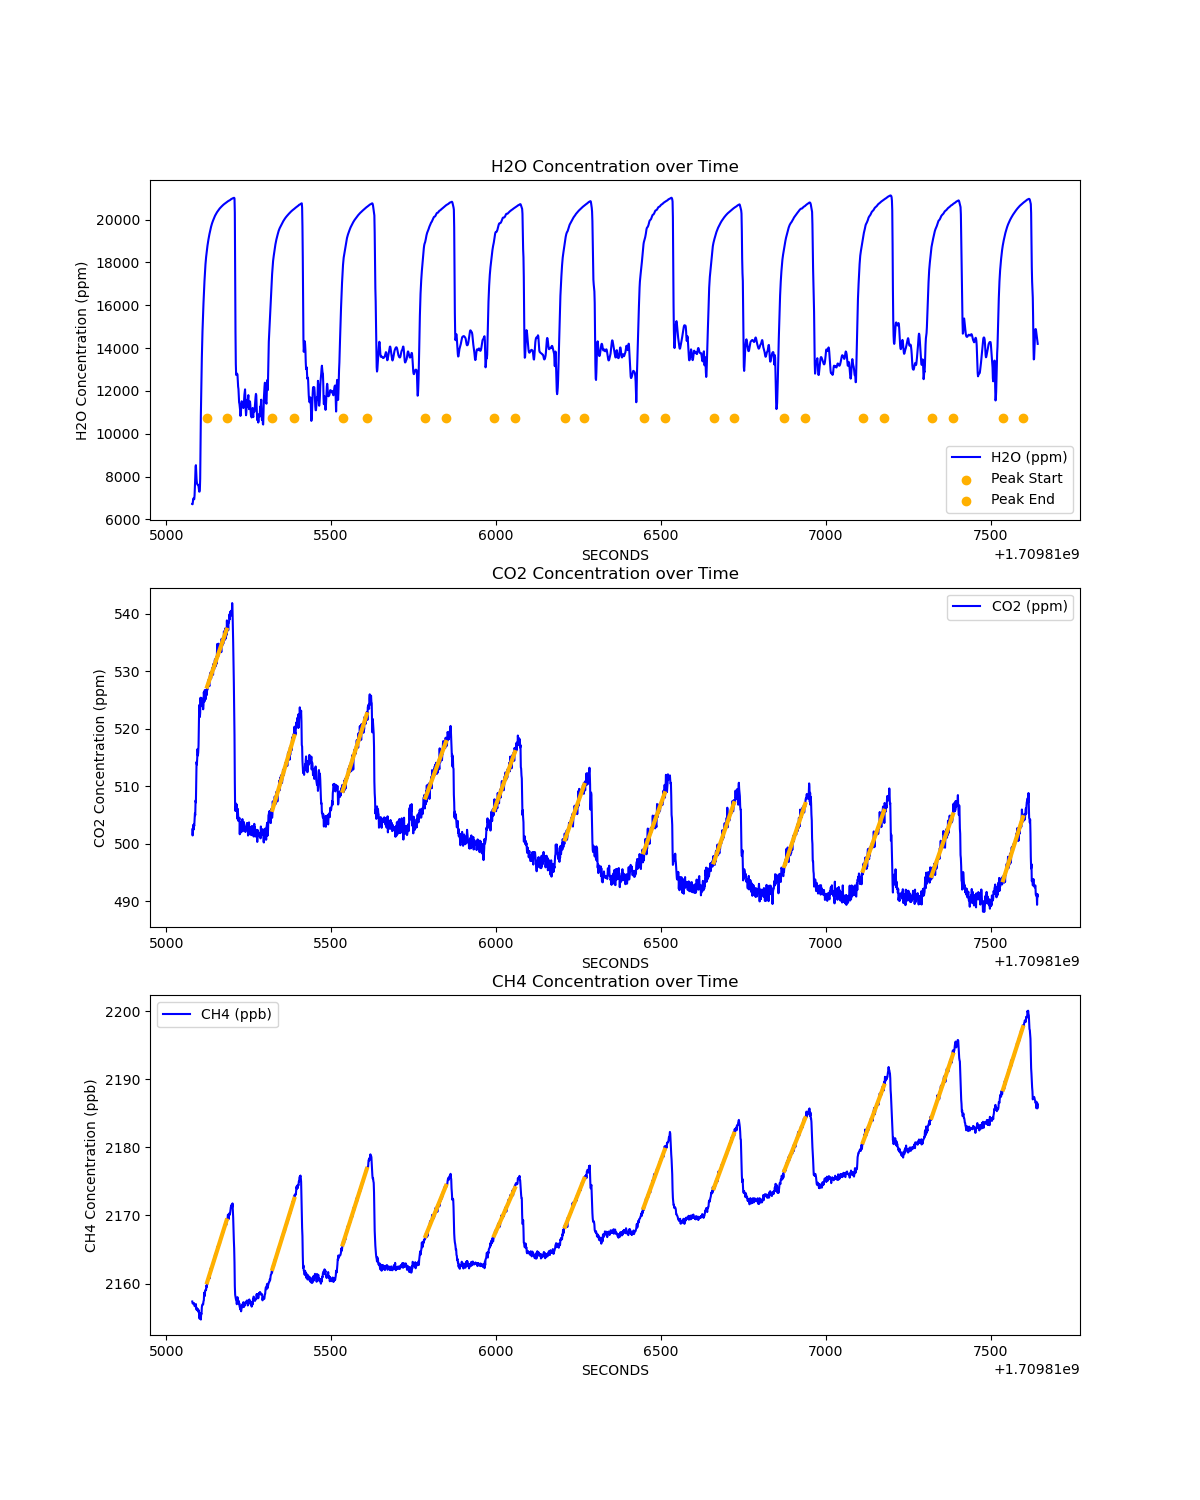 H2O Concentration over Time
H2O Concentration (ppm)
20000
18000
16000
14000
12000
10000
8000
6000
H2O (ppm)
Peak Start
Peak End
5000 5500 6000 6500 7000 7500
SECONDS
+1.70981e9
CO2 Concentration over Time
CO2 Concentration (ppm)
540
530
520
510
500
490
CO2 (ppm)
5000 5500 6000 6500 7000 7500
SECONDS
+1.70981e9
CH4 Concentration over Time
CH4 Concentration (ppb)
2200
2190
2180
2170
2160
CH4 (ppb)
5000 5500 6000 6500 7000 7500
SECONDS
+1.70981e9